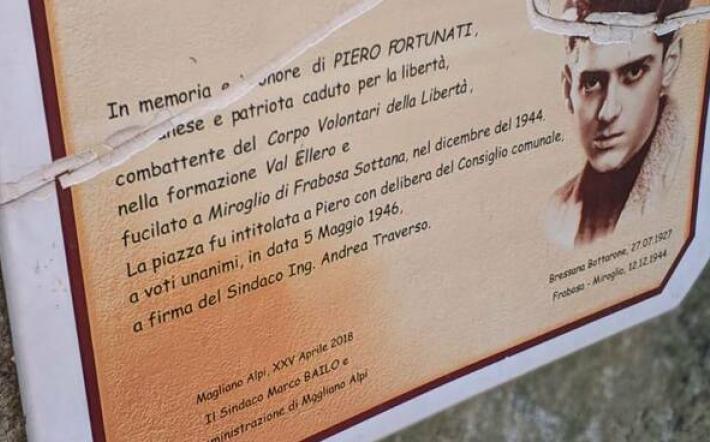 In memoria e onore di PIERO FORTUNATI,
e patriota caduto per la libertà,
combattente del Corpo Volontari della Libertà,
nella formazione Val Ellero e
fucilato a Miroglio di Frabosa Sottana, nel dicembre del 1944.
La piazza fu intitolata a Piero con delibera del Consiglio comunale,
a voti unanimi, in data 5 Maggio 1946,
a firma del Sindaco Ing. Andrea Traverso.
Bressana Bottarone, 27.07.1927
Frabosa - Miroglio, 12.12.1944
Magliano Alpi, XXV Aprile 2018
Il Sindaco Marco BAILO e
di Magliano Alpi